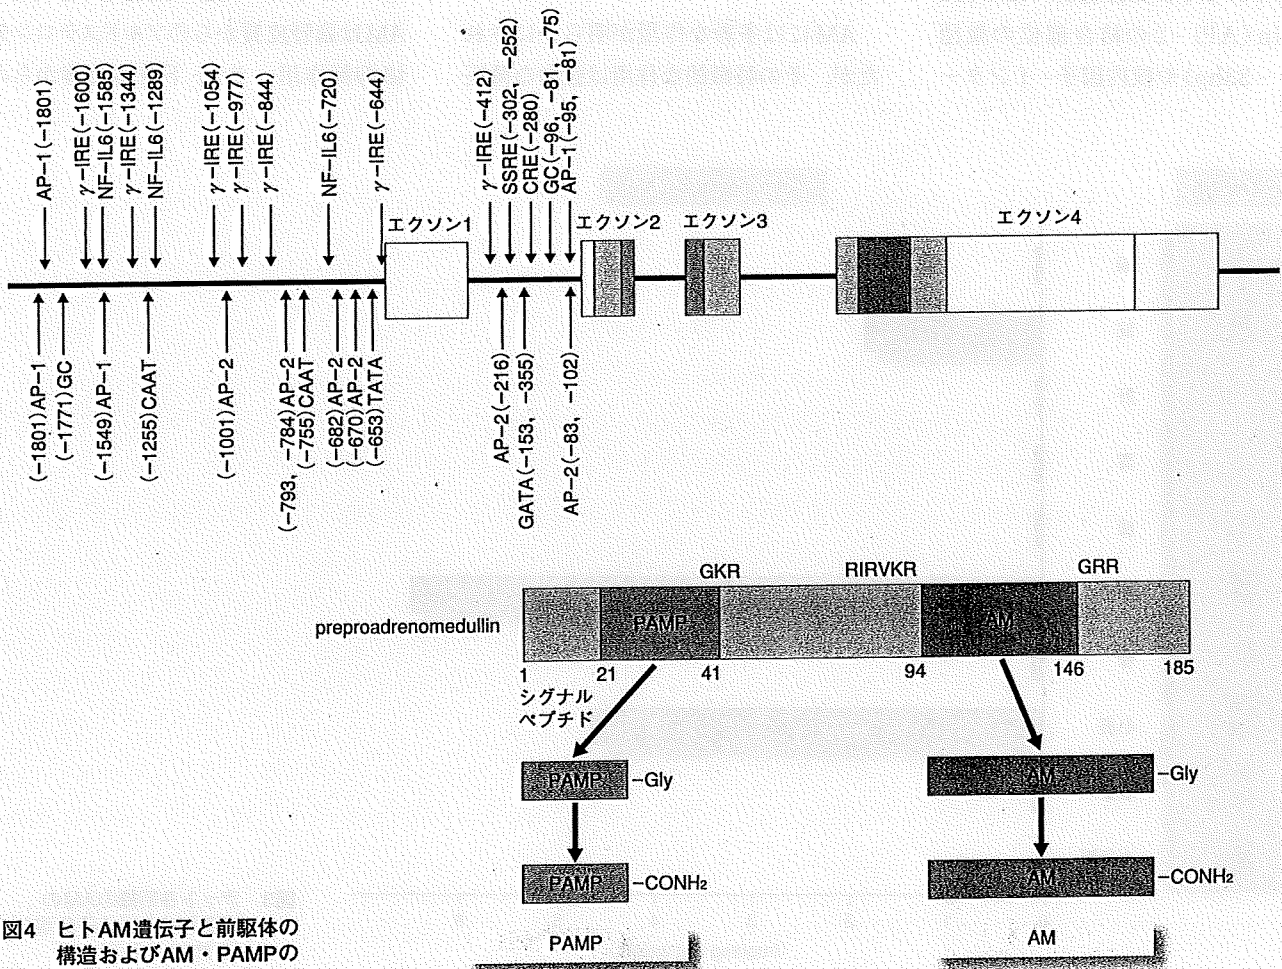 AP-1(-1801)
γ-IRE(-1600)
NF-IL6(-1585)
γ-IRE(-1344)
NF-IL6(-1289)
γ-IRE(-1054)
γ-IRE(-977)
γ-IRE(-844)
NF-IL6(-720)
γ-IRE(-644)
γ-IRE(-412)
SSRE(-302, -252)
CRE(-280)
GC(-96, -81, -75)
AP-1(-95, -81)
エクソン1
エクソン2
エクソン3
エクソン4
(-1801)AP-1
(-1771)GC
(-1549)AP-1
(-1255)CAAT
(-1001)AP-2
(-793, -784)AP-2
(-755)CAAT
(-682)AP-2
(-670)AP-2
(-653)TATA
AP-2(-216)
GATA(-153, -355)
AP-2(-83, -102)
GKR RIRVKR GRR
preproadrenomedullin
PAMP AM
1 21 41 94 146 185
シグナル
ペプチド
PAMP -Gly AM -Gly
PAMP -CONH₂ AM -CONH₂
PAMP AM
図4 ヒトAM遺伝子と前駆体の
構造およびAM・PAMPの